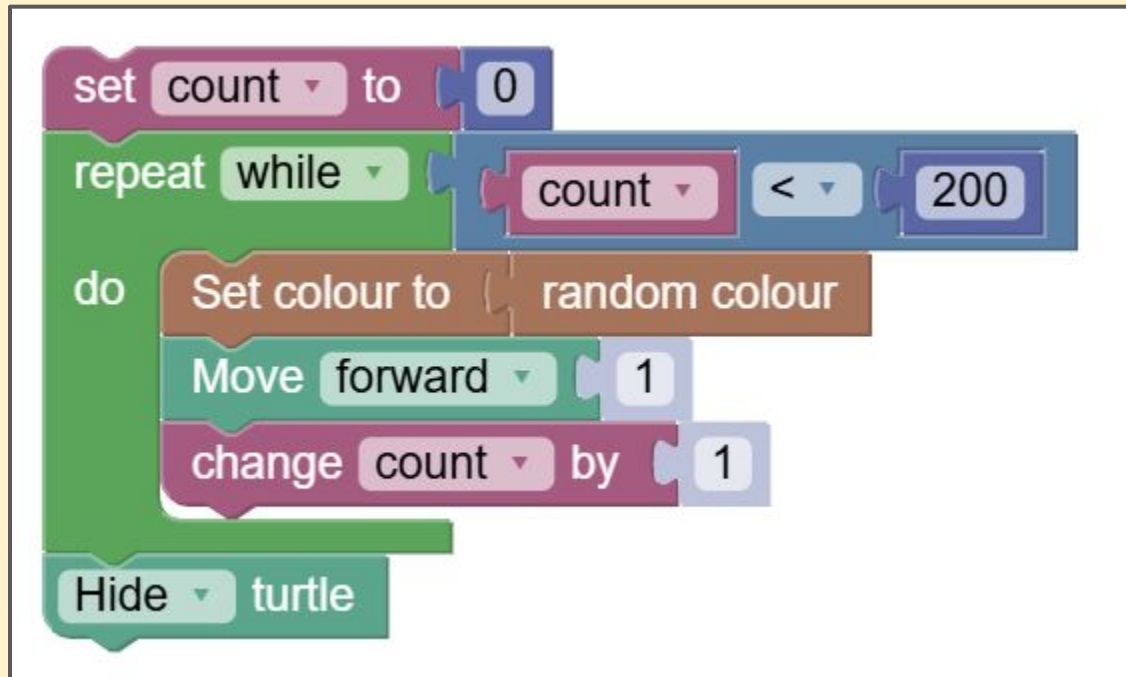 set count to 0
repeat while count < 200
do Set colour to random colour
Move forward 1
change count by 1
Hide turtle